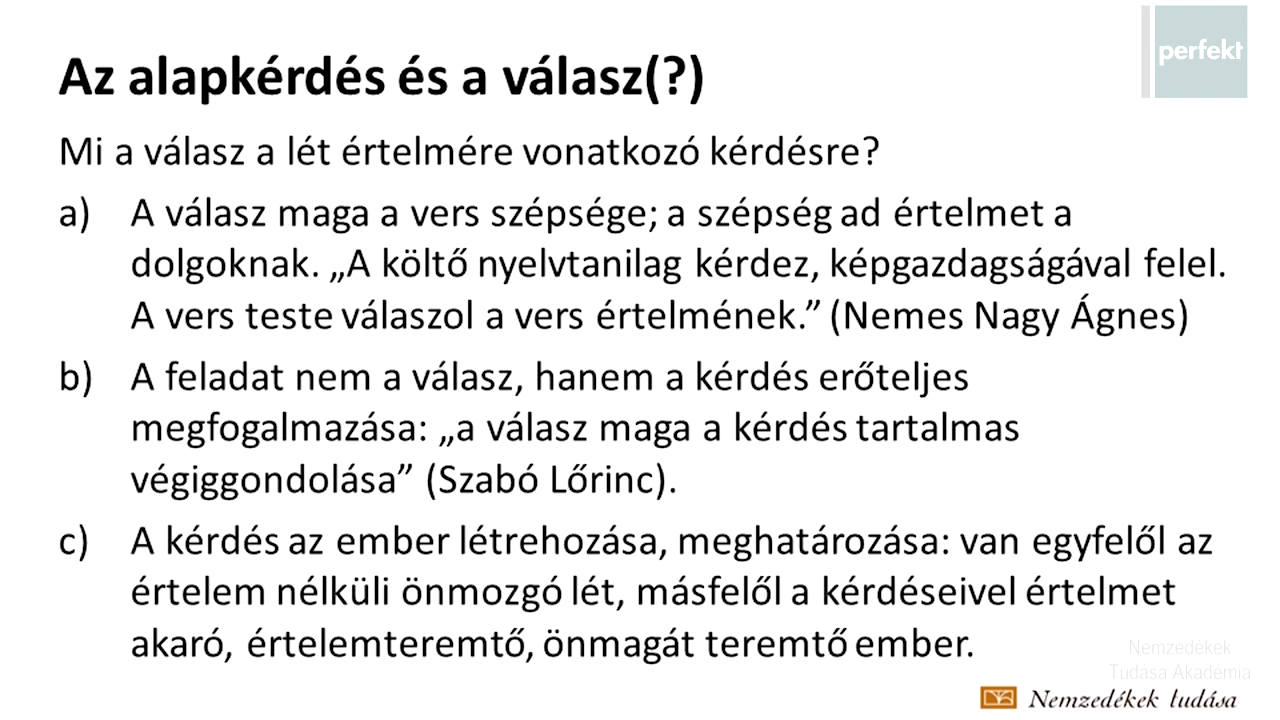 perfekt
Az alapkérdés és a válasz(?)
Mi a válasz a lét értelmére vonatkozó kérdésre?
a) A válasz maga a vers szépsége; a szépség ad értelmet a
dolgoknak. „A költő nyelvtanilag kérdez, képgazdagságával felel.
A vers teste válaszol a vers értelmének.” (Nemes Nagy Ágnes)
b) A feladat nem a válasz, hanem a kérdés erőteljes
megfogalmazása: „a válasz maga a kérdés tartalmas
végiggondolása” (Szabó Lőrinc).
c) A kérdés az ember létrehozása, meghatározása: van egyfelől az
értelem nélküli önmozgó lét, másfelől a kérdéseivel értelmet
akaró, értelemteremtő, önmagát teremtő ember.
Nemzedékek
Tudása Akadémia
Nemzedékek tudása